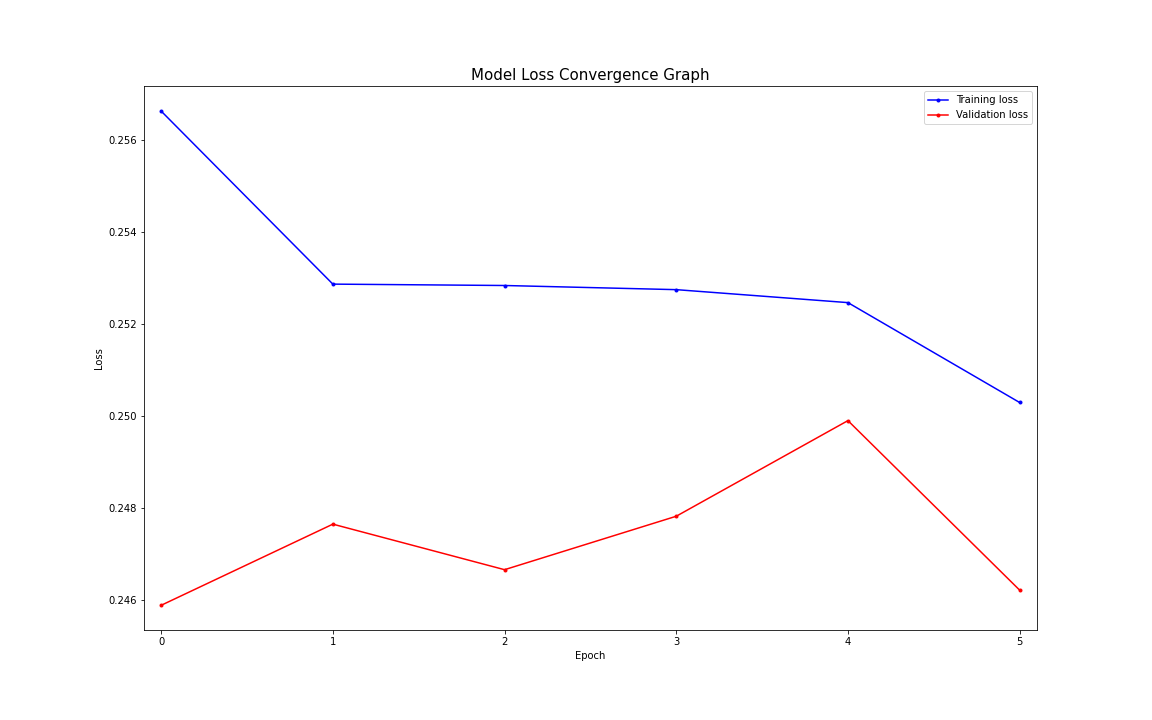 Model Loss Convergence Graph
Training loss
Validation loss
0.256
0.254
0.252
0.250
0.248
0.246
Loss
0 1 2 3 4 5
Epoch